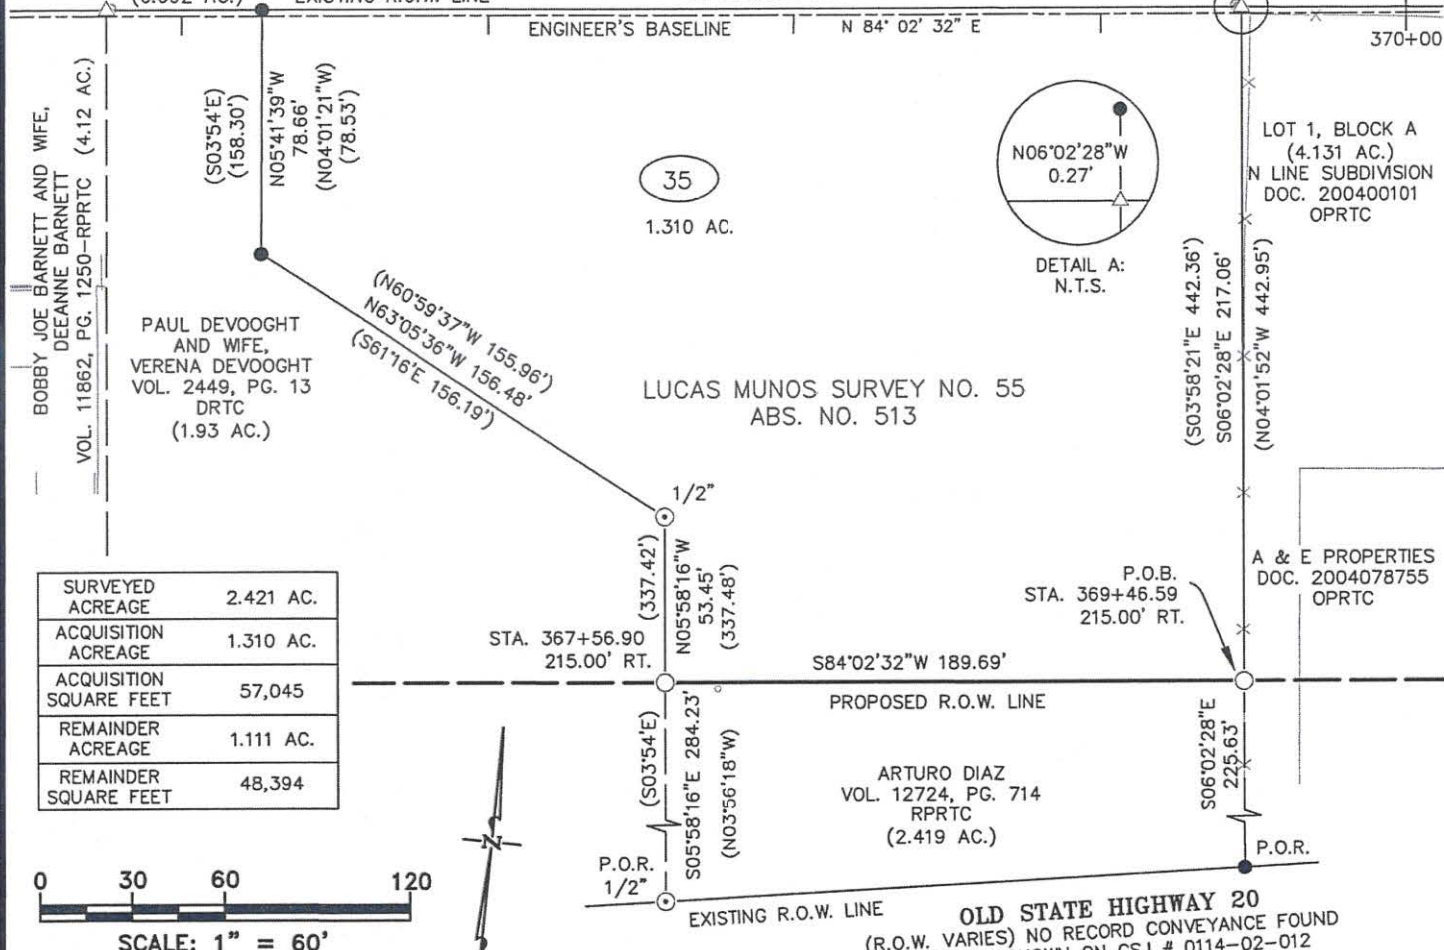 EXISTING R.O.W. LINE
ENGINEER'S BASELINE
N 84° 02' 32" E
370+00
BOBBY JOE BARNETT AND WIFE,
DEEANNE BARNETT
VOL. 11862, PG. 1250-RPRTC (4.12 AC.)
(S03°54'E)
(158.30')
N05°41'39"W
78.66'
(N04°01'21"W)
(78.53')
35
1.310 AC.
N06°02'28"W
0.27'
DETAIL A:
N.T.S.
LOT 1, BLOCK A
(4.131 AC.)
N LINE SUBDIVISION
DOC. 200400101
OPRTC
(S03°58'21"E 442.36')
S06°02'28"E 217.06'
(N04°01'52"W 442.95')
PAUL DEVOOGHT
AND WIFE,
VERENA DEVOOGHT
VOL. 2449, PG. 13
DRTC
(1.93 AC.)
(N60°59'37"W 155.96')
N63°05'36"W 156.48'
(S61°16'E 156.19')
LUCAS MUNOS SURVEY NO. 55
ABS. NO. 513
1/2"
(337.42')
N05°58'16"W
53.45'
(337.48')
A & E PROPERTIES
DOC. 2004078755
OPRTC
P.O.B.
STA. 369+46.59
215.00' RT.
STA. 367+56.90
215.00' RT.
S84°02'32"W 189.69'
PROPOSED R.O.W. LINE
SURVEYED ACREAGE 2.421 AC.
ACQUISITION ACREAGE 1.310 AC.
ACQUISITION SQUARE FEET 57,045
REMAINDER ACREAGE 1.111 AC.
REMAINDER SQUARE FEET 48,394
(S03°54'E)
S05°58'16"E 284.23'
(N03°56'18"W)
ARTURO DIAZ
VOL. 12724, PG. 714
RPRTC
(2.419 AC.)
S06°02'28"E
225.63'
N
P.O.R.
1/2"
P.O.R.
EXISTING R.O.W. LINE
OLD STATE HIGHWAY 20
(R.O.W. VARIES) NO RECORD CONVEYANCE FOUND
CSJ # 0114-02-012
0 30 60 120
SCALE: 1" = 60'